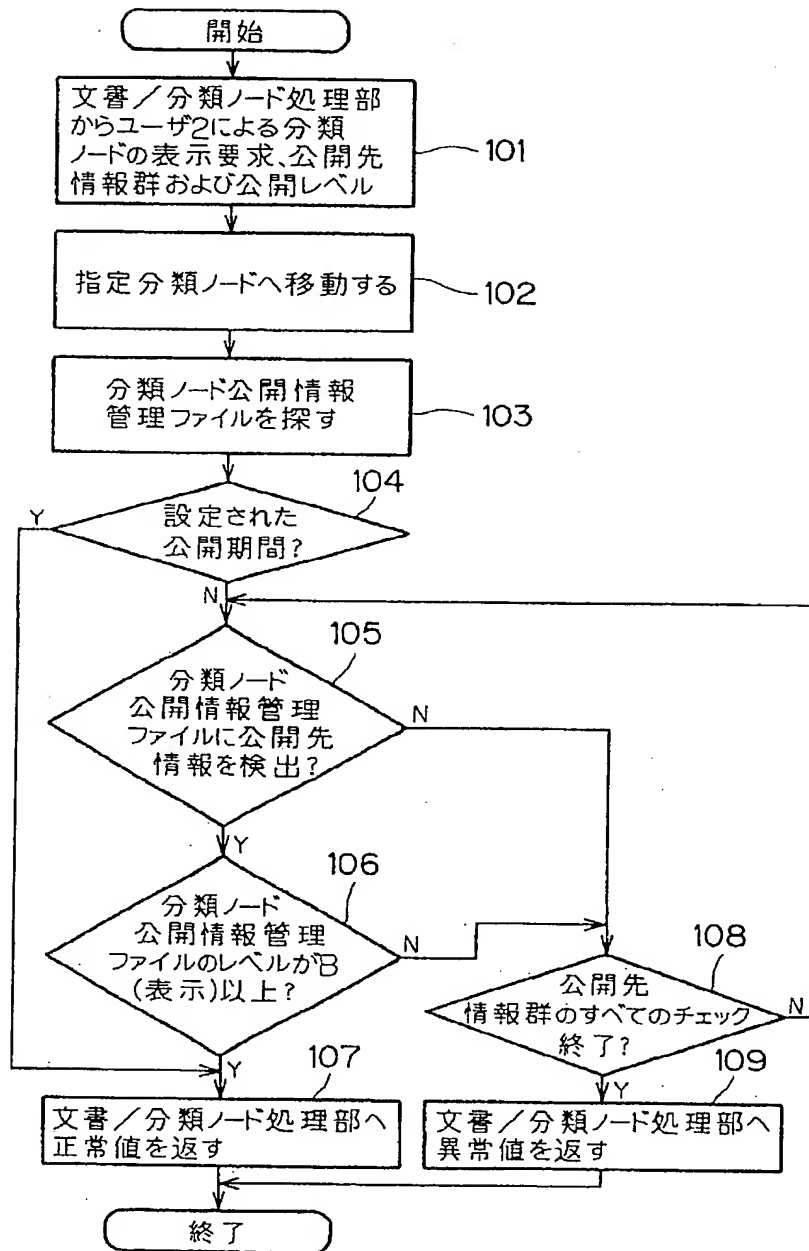 開始
文書／分類ノード処理部
からユーザ2による分類
ノードの表示要求、公開先
情報群および公開レベル
101
指定分類ノードへ移動する
102
分類ノード公開情報
管理ファイルを探す
103
104
Y
設定された
公開期間?
N
105
分類ノード
公開情報管理
ファイルに公開先
情報を検出?
N
Y
106
分類ノード
公開情報管理
ファイルのレベルがB
(表示)以上?
N
108
公開先
情報群のすべてのチェック
終了?
N
Y
107
Y
109
文書／分類ノード処理部へ
正常値を返す
文書／分類ノード処理部へ
異常値を返す
終了